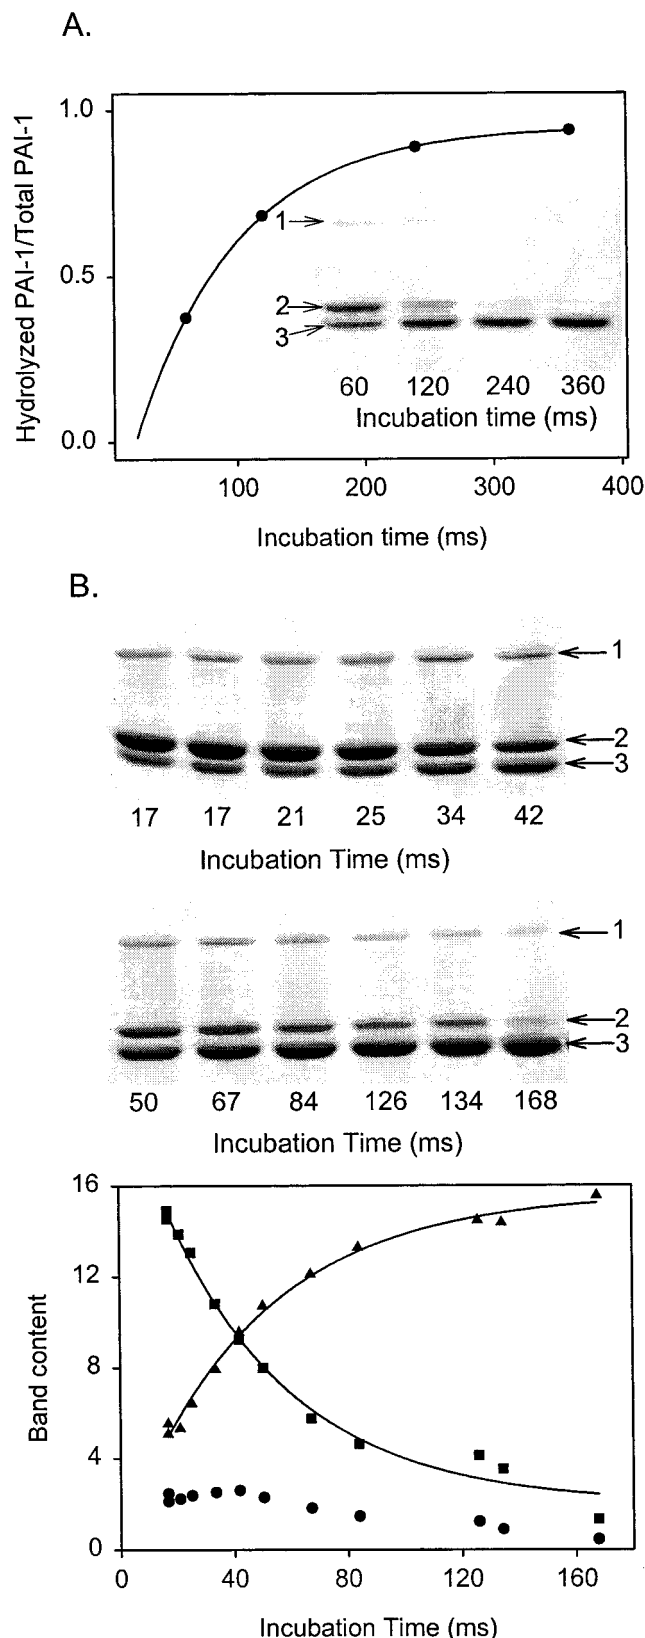 A.
Hydrolyzed PAI-1/Total PAI-1
1.0
0.5
0.0
1
2
3
60 120 240 360
Incubation time (ms)
100 200 300 400
Incubation time (ms)
B.
1
2
3
17 17 21 25 34 42
Incubation Time (ms)
1
2
3
50 67 84 126 134 168
Incubation Time (ms)
Band content
16
12
8
4
0
0 40 80 120 160
Incubation Time (ms)